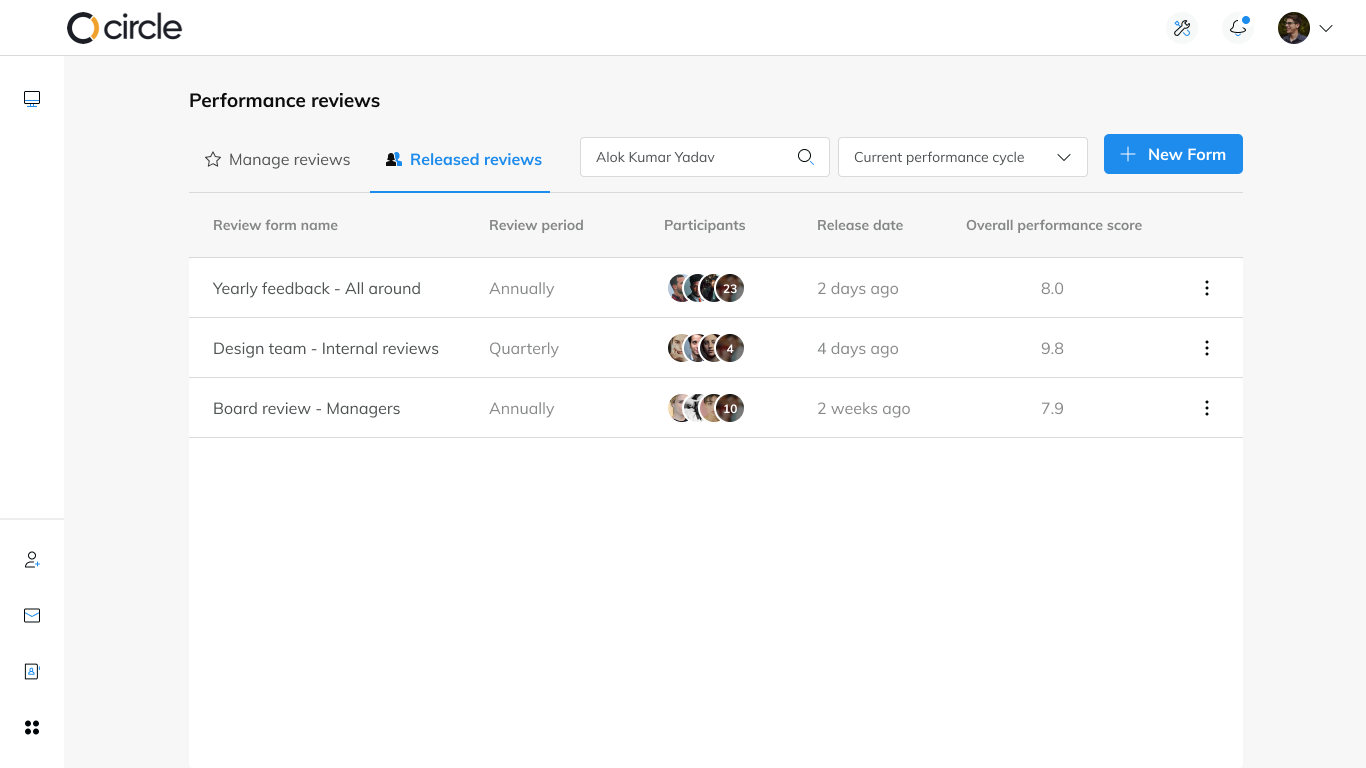 circle
Performance reviews
Manage reviews
Released reviews
Alok Kumar Yadav
Current performance cycle
New Form
Review form name Review period Participants Release date Overall performance score
Yearly feedback - All around Annually 23 2 days ago 8.0
Design team - Internal reviews Quarterly 4 4 days ago 9.8
Board review - Managers Annually 10 2 weeks ago 7.9